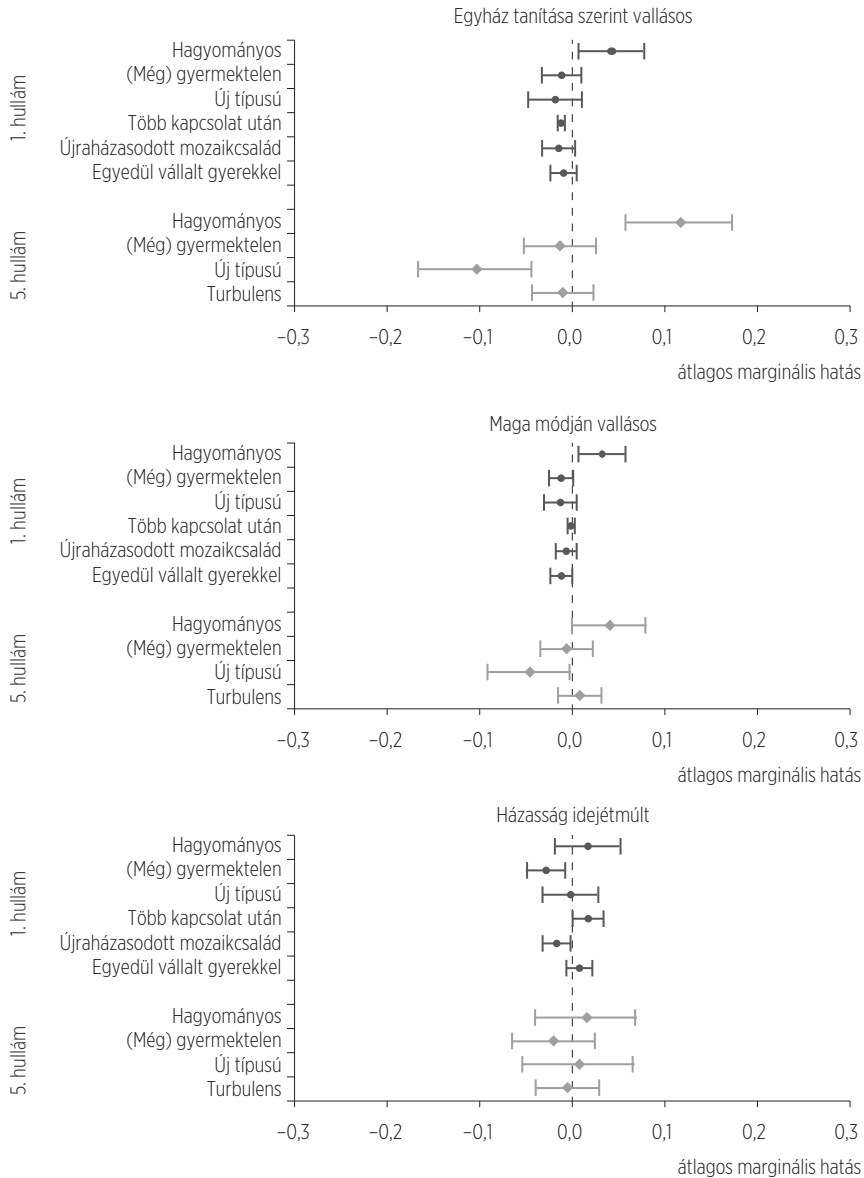 Egyház tanítása szerint vallásos
1. hullám
Hagyományos
(Még) gyermektelen
Új típusú
Több kapcsolat után
Újraházasodott mozaikcsalád
Egyedül vállalt gyerekkel
5. hullám
Hagyományos
(Még) gyermektelen
Új típusú
Turbulens
−0,3 −0,2 −0,1 0,0 0,1 0,2 0,3
átlagos marginális hatás
Maga módján vallásos
1. hullám
Hagyományos
(Még) gyermektelen
Új típusú
Több kapcsolat után
Újraházasodott mozaikcsalád
Egyedül vállalt gyerekkel
5. hullám
Hagyományos
(Még) gyermektelen
Új típusú
Turbulens
−0,3 −0,2 −0,1 0,0 0,1 0,2 0,3
átlagos marginális hatás
Házasság idejétmúlt
1. hullám
Hagyományos
(Még) gyermektelen
Új típusú
Több kapcsolat után
Újraházasodott mozaikcsalád
Egyedül vállalt gyerekkel
5. hullám
Hagyományos
(Még) gyermektelen
Új típusú
Turbulens
−0,3 −0,2 −0,1 0,0 0,1 0,2 0,3
átlagos marginális hatás